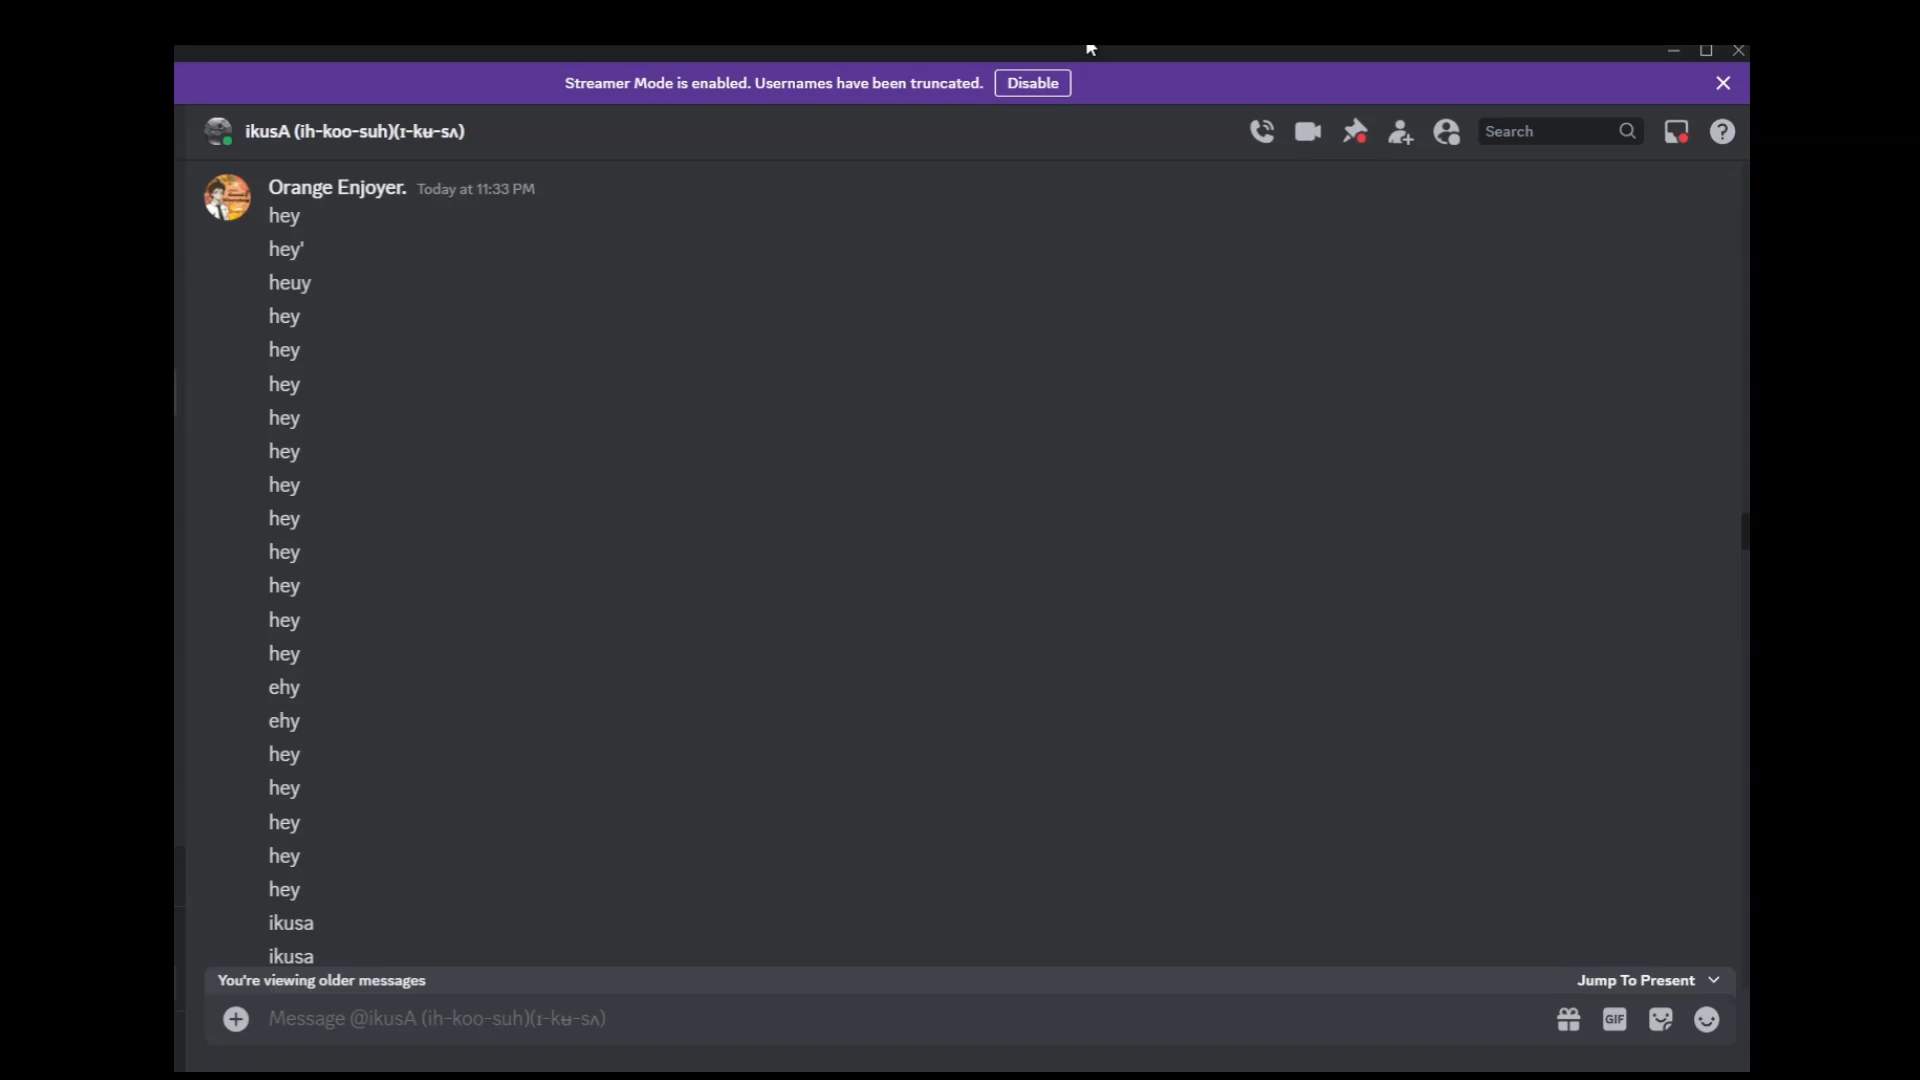 Streamer Mode is enabled. Usernames have been truncated. Disable
ikusA (ih-koo-suh)(ɪ-kʉ-sʌ)
Search
Orange Enjoyer. Today at 11:33 PM
hey
hey'
heuy
hey
hey
hey
hey
hey
hey
hey
hey
hey
hey
hey
ehy
ehy
hey
hey
hey
hey
hey
ikusa
ikusa
You're viewing older messages
Jump To Present
Message @ikusA (ih-koo-suh)(ɪ-kʉ-sʌ)
GIF